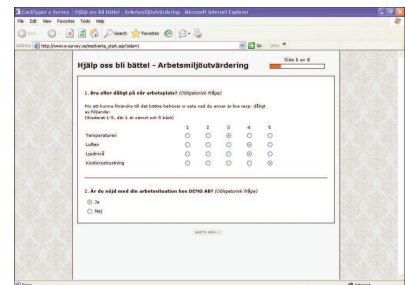 CanUgger e-Survey | Hjälp oss bli bättre! - Arbetsmiljöutvärdering - Microsoft Internet Explorer
File Edit View Favorites Tools Help
Search Favorites
Address
Go Links
Hjälp oss bli bättre! - Arbetsmiljöutvärdering
Sida 1 av 8
1. Bra eller dåligt på vår arbetsplats? (Obligatorisk fråga)
För att kunna förändra till det bättre behöver vi veta vad du anser är bra resp. dåligt
av följande:
(Graderat 1-5, där 1 är sämst och 5 bäst)
1 2 3 4 5
Temperaturen
Luften
Ljudnivå
Kontorsutrustning
2. Är du nöjd med din arbetssituation hos DEMO AB? (Obligatorisk fråga)
Ja
Nej
Internet